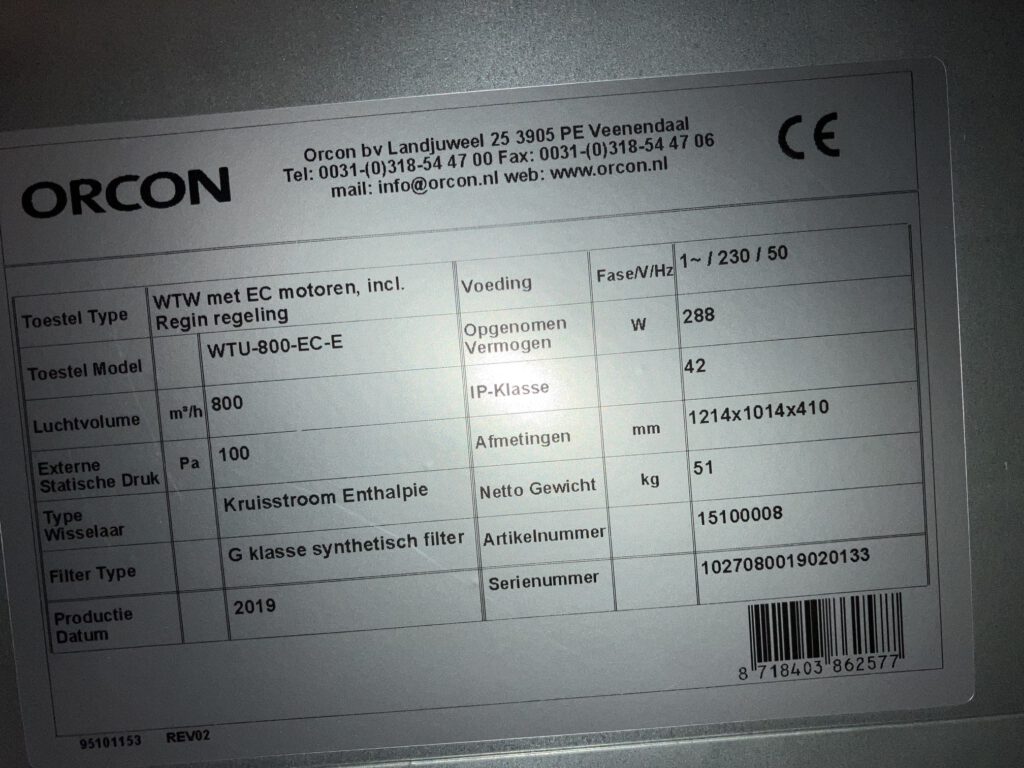 ORCON
Orcon bv Landjuweel 25 3905 PE Veenendaal
Tel: 0031-(0)318-54 47 00 Fax: 0031-(0)318-54 47 06
mail: info@orcon.nl web: www.orcon.nl
CE
Toestel Type
WTW met EC motoren, incl.
Regin regeling
Toestel Model
WTU-800-EC-E
Luchtvolume m³/h 800
Externe
Statische Druk
Pa 100
Type
Wisselaar
Kruisstroom Enthalpie
Filter Type
G klasse synthetisch filter
Productie
Datum
2019
Voeding Fase/V/Hz 1~ / 230 / 50
Opgenomen
Vermogen
W 288
IP-Klasse 42
Afmetingen mm 1214x1014x410
Netto Gewicht kg 51
Artikelnummer 15100008
Serienummer 1027080019020133
8 718403 862577
95101153 REV02